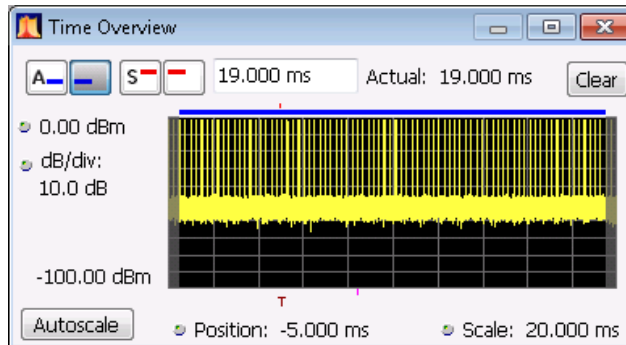 Time Overview
A S 19.000 ms Actual: 19.000 ms Clear
0.00 dBm
dB/div:
10.0 dB
-100.00 dBm
T
Autoscale Position: -5.000 ms Scale: 20.000 ms